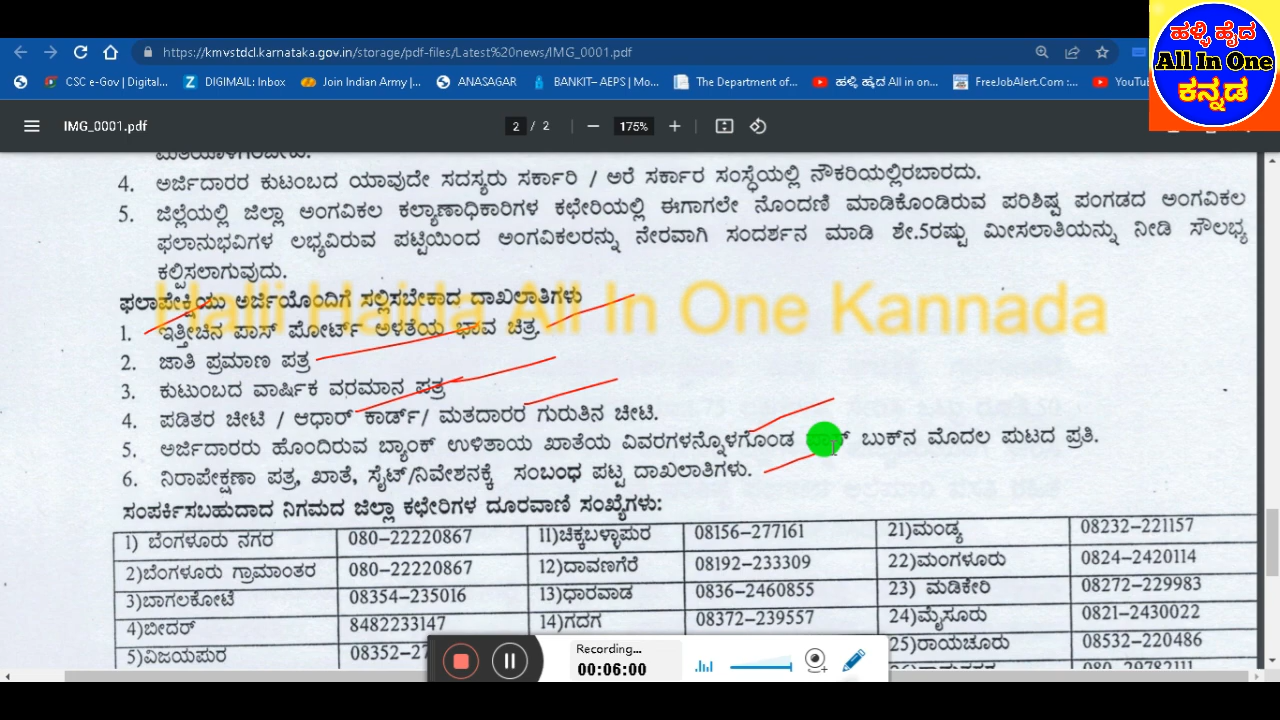 ಹಳ್ಳಿ ಹೈದ
All In One
ಕನ್ನಡ
https://kmvstdcl.karnataka.gov.in/storage/pdf-files/Latest%20news/IMG_0001.pdf
CSC e-Gov | Digital... DIGIMAIL: Inbox Join Indian Army |... ANASAGAR BANKIT– AEPS | Mo... The Department of... ಹಳ್ಳಿ ಹೈದ All in on... FreeJobAlert.Com :... YouTu
IMG_0001.pdf 2 / 2 175%
4. ಅರ್ಜಿದಾರರ ಕುಟಂಬದ ಯಾವುದೇ ಸದಸ್ಯರು ಸರ್ಕಾರಿ / ಅರೆ ಸರ್ಕಾರ ಸಂಸ್ಥೆಯಲ್ಲಿ ನೌಕರಿಯಲ್ಲಿರಬಾರದು.
5. ಜಿಲ್ಲೆಯಲ್ಲಿ ಜಿಲ್ಲಾ ಅಂಗವಿಕಲ ಕಲ್ಯಾಣಾಧಿಕಾರಿಗಳ ಕಛೇರಿಯಲ್ಲಿ ಈಗಾಗಲೇ ನೊಂದಣಿ ಮಾಡಿಕೊಂಡಿರುವ ಪರಿಶಿಷ್ಟ ಪಂಗಡದ ಅಂಗವಿಕಲ
ಫಲಾನುಭವಿಗಳ ಲಭ್ಯವಿರುವ ಪಟ್ಟಿಯಿಂದ ಅಂಗವಿಕಲರನ್ನು ನೇರವಾಗಿ ಸಂದರ್ಶನ ಮಾಡಿ ಶೇ.5ರಷ್ಟು ಮೀಸಲಾತಿಯನ್ನು ನೀಡಿ ಸೌಲಭ್ಯ
ಕಲ್ಪಿಸಲಾಗುವುದು.
Halli Haida All In One Kannada
ಫಲಾಪೇಕ್ಷಿಯು ಅರ್ಜಿಯೊಂದಿಗೆ ಸಲ್ಲಿಸಬೇಕಾದ ದಾಖಲಾತಿಗಳು
1. ಇತ್ತೀಚಿನ ಪಾಸ್ ಪೋರ್ಟ್ ಅಳತೆಯ ಭಾವ ಚಿತ್ರ.
2. ಜಾತಿ ಪ್ರಮಾಣ ಪತ್ರ
3. ಕುಟುಂಬದ ವಾರ್ಷಿಕ ವರಮಾನ ಪತ್ರ
4. ಪಡಿತರ ಚೀಟಿ / ಆಧಾರ್ ಕಾರ್ಡ್/ ಮತದಾರರ ಗುರುತಿನ ಚೀಟಿ.
5. ಅರ್ಜಿದಾರರು ಹೊಂದಿರುವ ಬ್ಯಾಂಕ್ ಉಳಿತಾಯ ಖಾತೆಯ ವಿವರಗಳನ್ನೊಳಗೊಂಡ ಬುಕ್‌ನ ಮೊದಲ ಪುಟದ ಪ್ರತಿ.
6. ನಿರಾಪೇಕ್ಷಣಾ ಪತ್ರ, ಖಾತೆ, ಸೈಟ್/ನಿವೇಶನಕ್ಕೆ ಸಂಬಂಧ ಪಟ್ಟ ದಾಖಲಾತಿಗಳು.
ಸಂಪರ್ಕಿಸಬಹುದಾದ ನಿಗಮದ ಜಿಲ್ಲಾ ಕಛೇರಿಗಳ ದೂರವಾಣಿ ಸಂಖ್ಯೆಗಳು:
1) ಬೆಂಗಳೂರು ನಗರ 080–22220867 11)ಚಿಕ್ಕಬಳ್ಳಾಪುರ 08156–277161 21)ಮಂಡ್ಯ 08232–221157
2)ಬೆಂಗಳೂರು ಗ್ರಾಮಾಂತರ 080–22220867 12)ದಾವಣಗೆರೆ 08192–233309 22)ಮಂಗಳೂರು 0824–2420114
3)ಬಾಗಲಕೋಟೆ 08354–235016 13)ಧಾರವಾಡ 0836–2460855 23) ಮಡಿಕೇರಿ 08272–229983
4)ಬೀದರ್ 8482233147 14)ಗದಗ 08372–239557 24)ಮೈಸೂರು 0821–2430022
5)ವಿಜಯಪುರ 08352–27 25)ರಾಯಚೂರು 08532–220486
Recording...
00:06:00